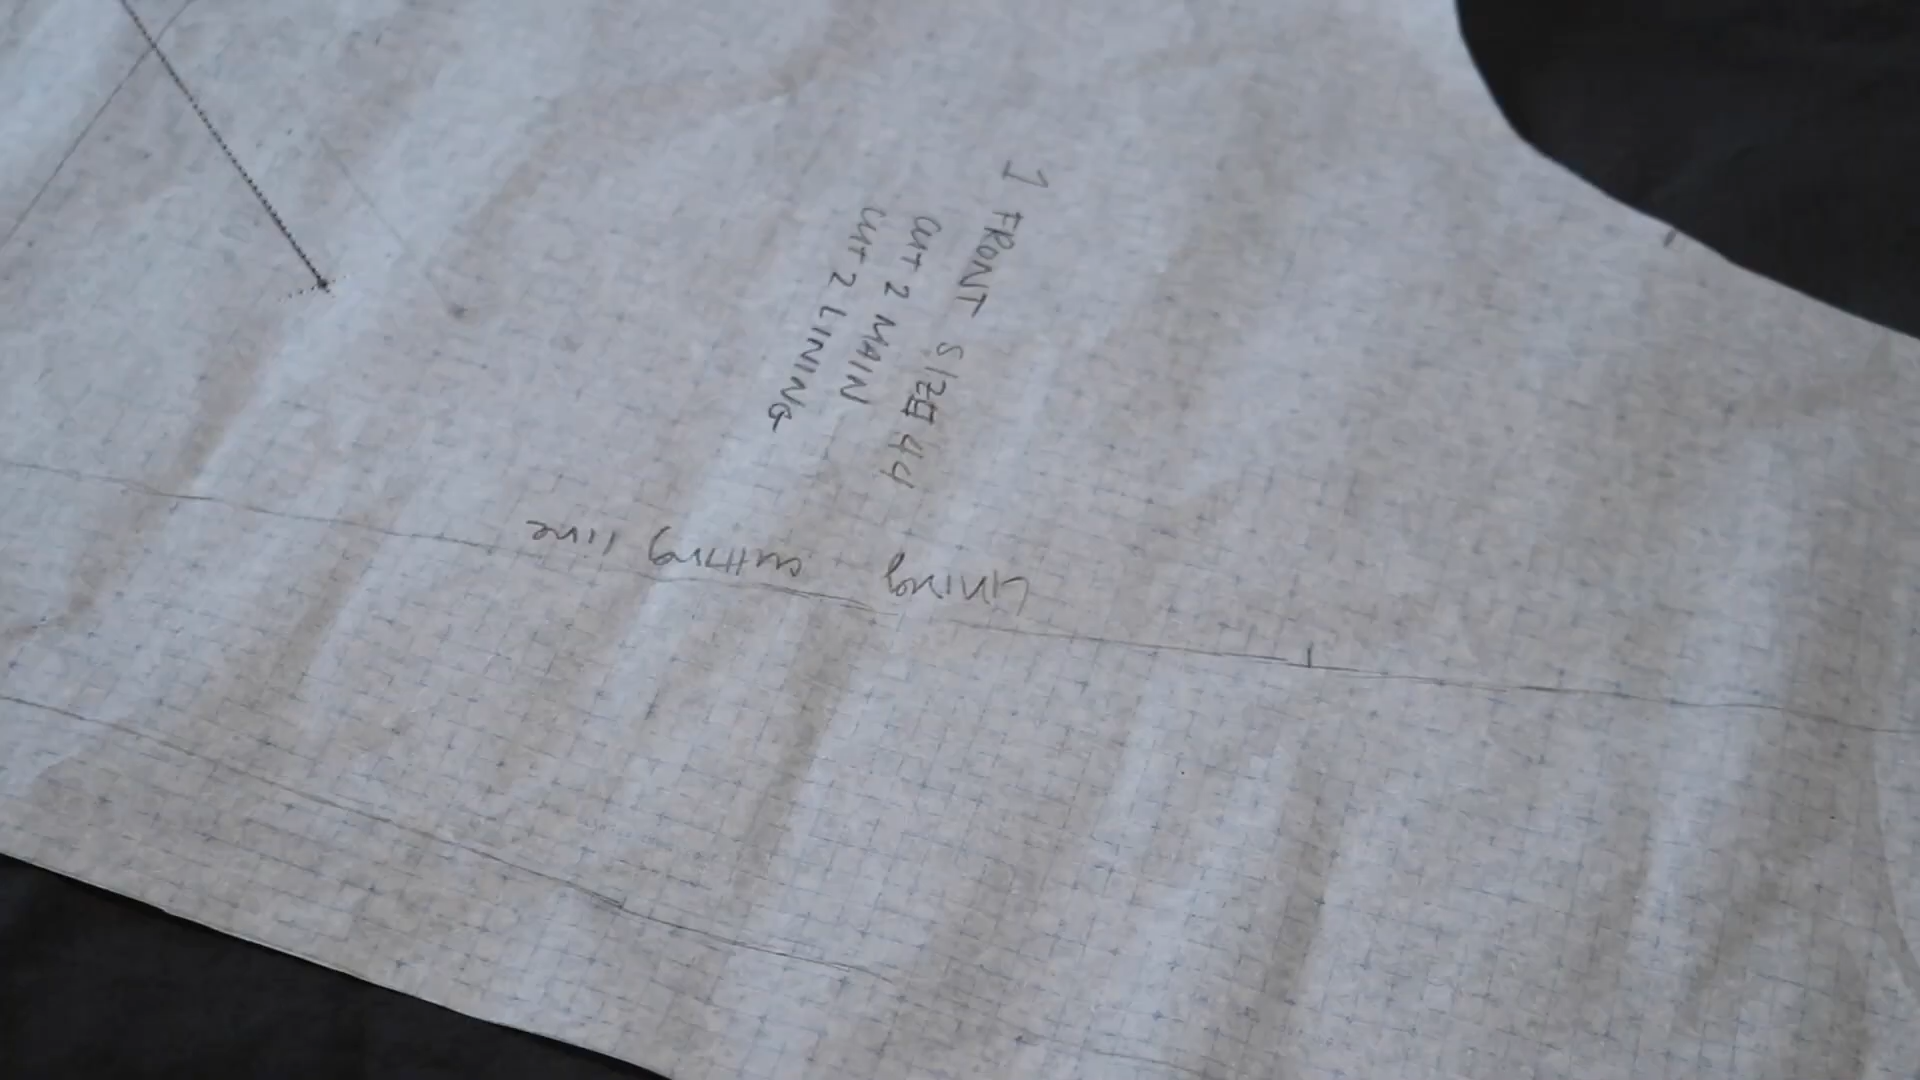 1 FRONT SIZE 44
CUT 2 MAIN
CUT 2 LINING
Lining cutting line